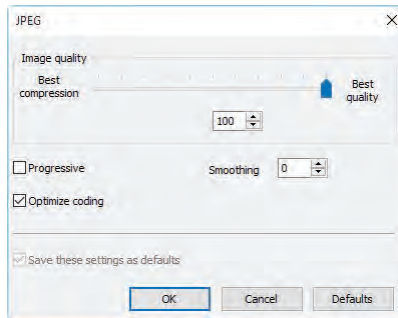 JPEG
Image quality
Best compression
Best quality
100
Progressive
Smoothing 0
Optimize coding
Save these settings as defaults
OK Cancel Defaults